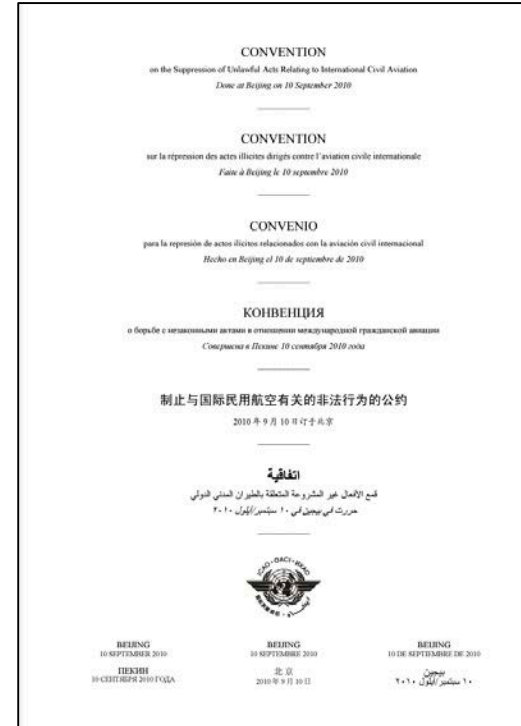 CONVENTION
on the Suppression of Unlawful Acts Relating to International Civil Aviation
Done at Beijing on 10 September 2010
CONVENTION
sur la répression des actes illicites dirigés contre l'aviation civile internationale
Faite à Beijing le 10 septembre 2010
CONVENIO
para la represión de actos ilícitos relacionados con la aviación civil internacional
Hecho en Beijing el 10 de septiembre de 2010
КОНВЕНЦИЯ
о борьбе с незаконными актами в отношении международной гражданской авиации
Совершена в Пекине 10 сентября 2010 года
制止与国际民用航空有关的非法行为的公约
2010年9月10日订于北京
اتفاقية
قمع الأفعال غير المشروعة المتعلقة بالطيران المدني الدولي
حررت في بيجين في ١٠ سبتمبر/أيلول ٢٠١٠
ICAO · OACI · ИКАО
BEIJING
10 SEPTEMBER 2010
BEIJING
10 SEPTEMBRE 2010
BEIJING
10 DE SEPTIEMBRE DE 2010
ПЕКИН
10 СЕНТЯБРЯ 2010 ГОДА
北京
2010年9月10日
بيجين
١٠ سبتمبر/أيلول ٢٠١٠